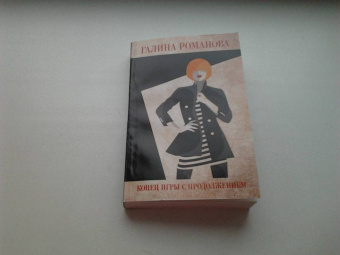 ГАЛИНА РОМАНОВА
КОНЕЦ ИГРЫ С ПРОДОЛЖЕНИЕМ